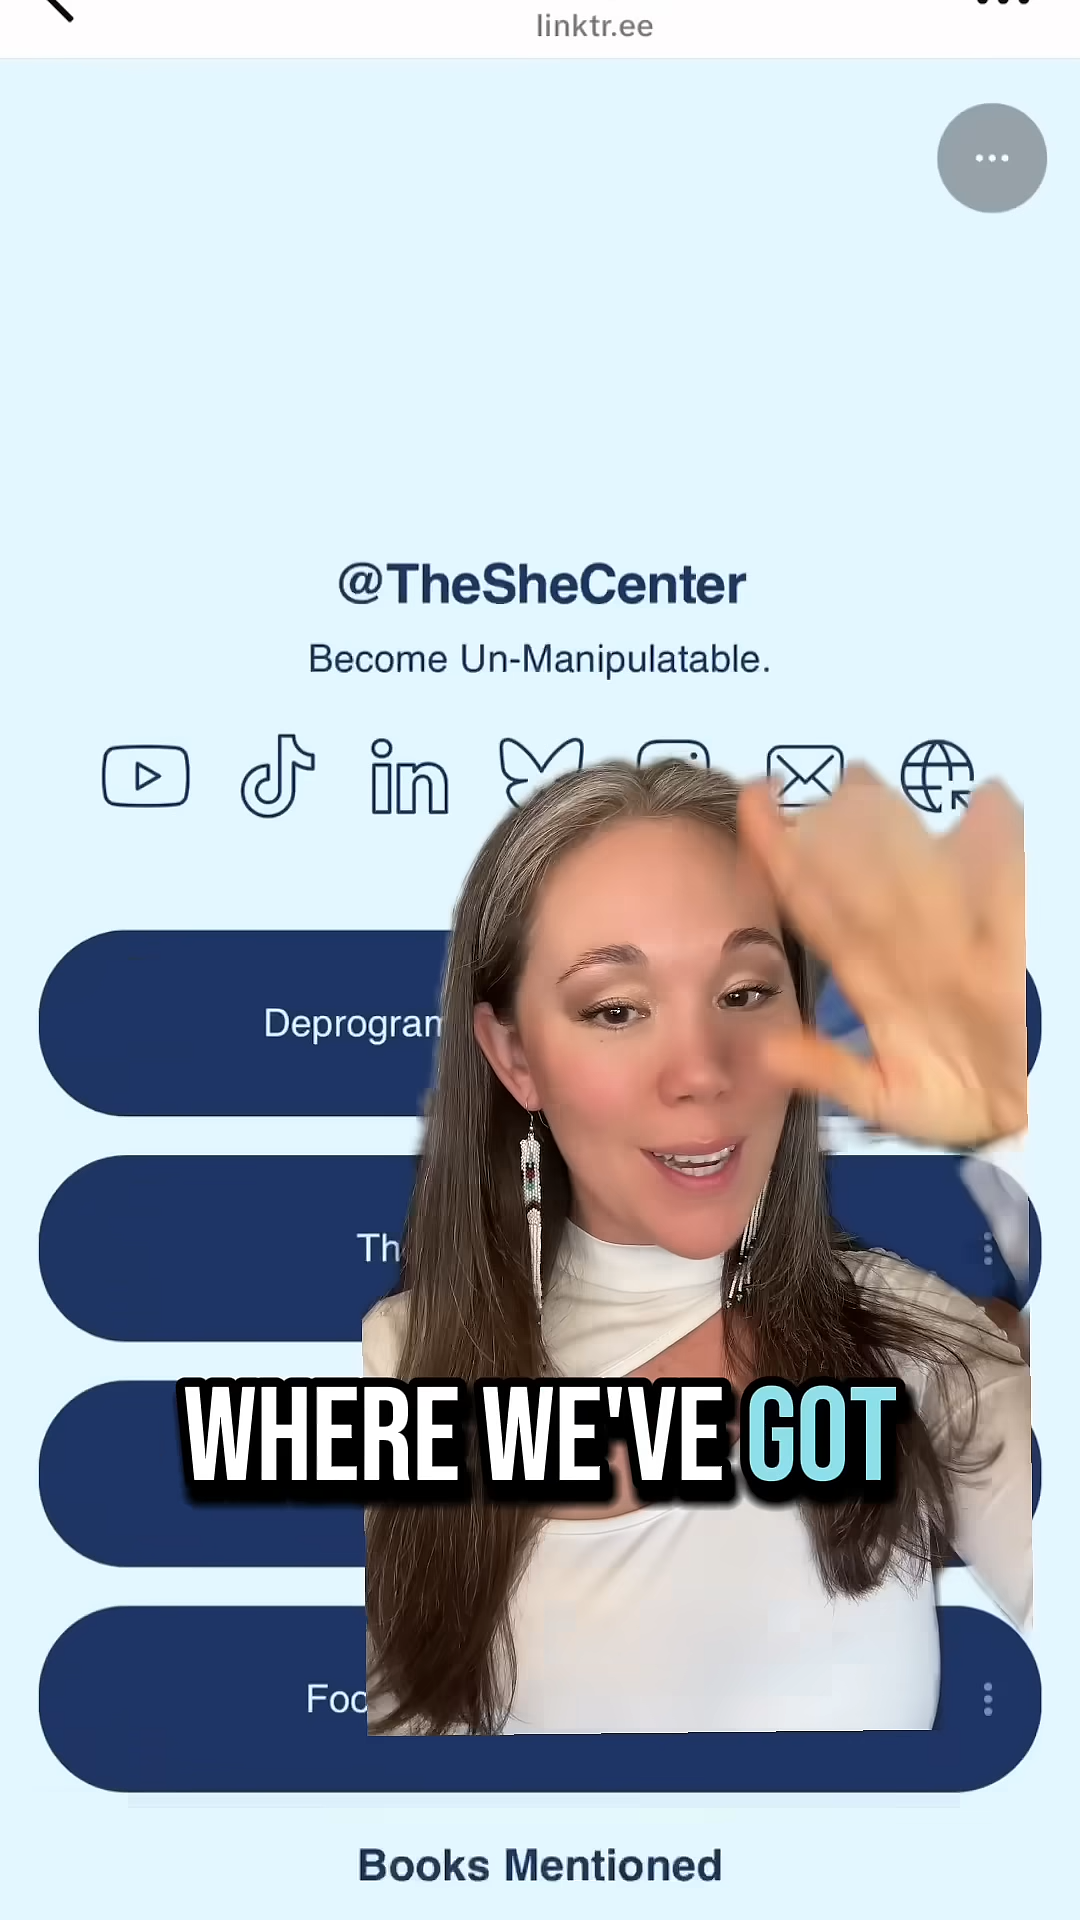 linktr.ee
@TheSheCenter
Become Un-Manipulatable.
WHERE WE'VE GOT
Books Mentioned